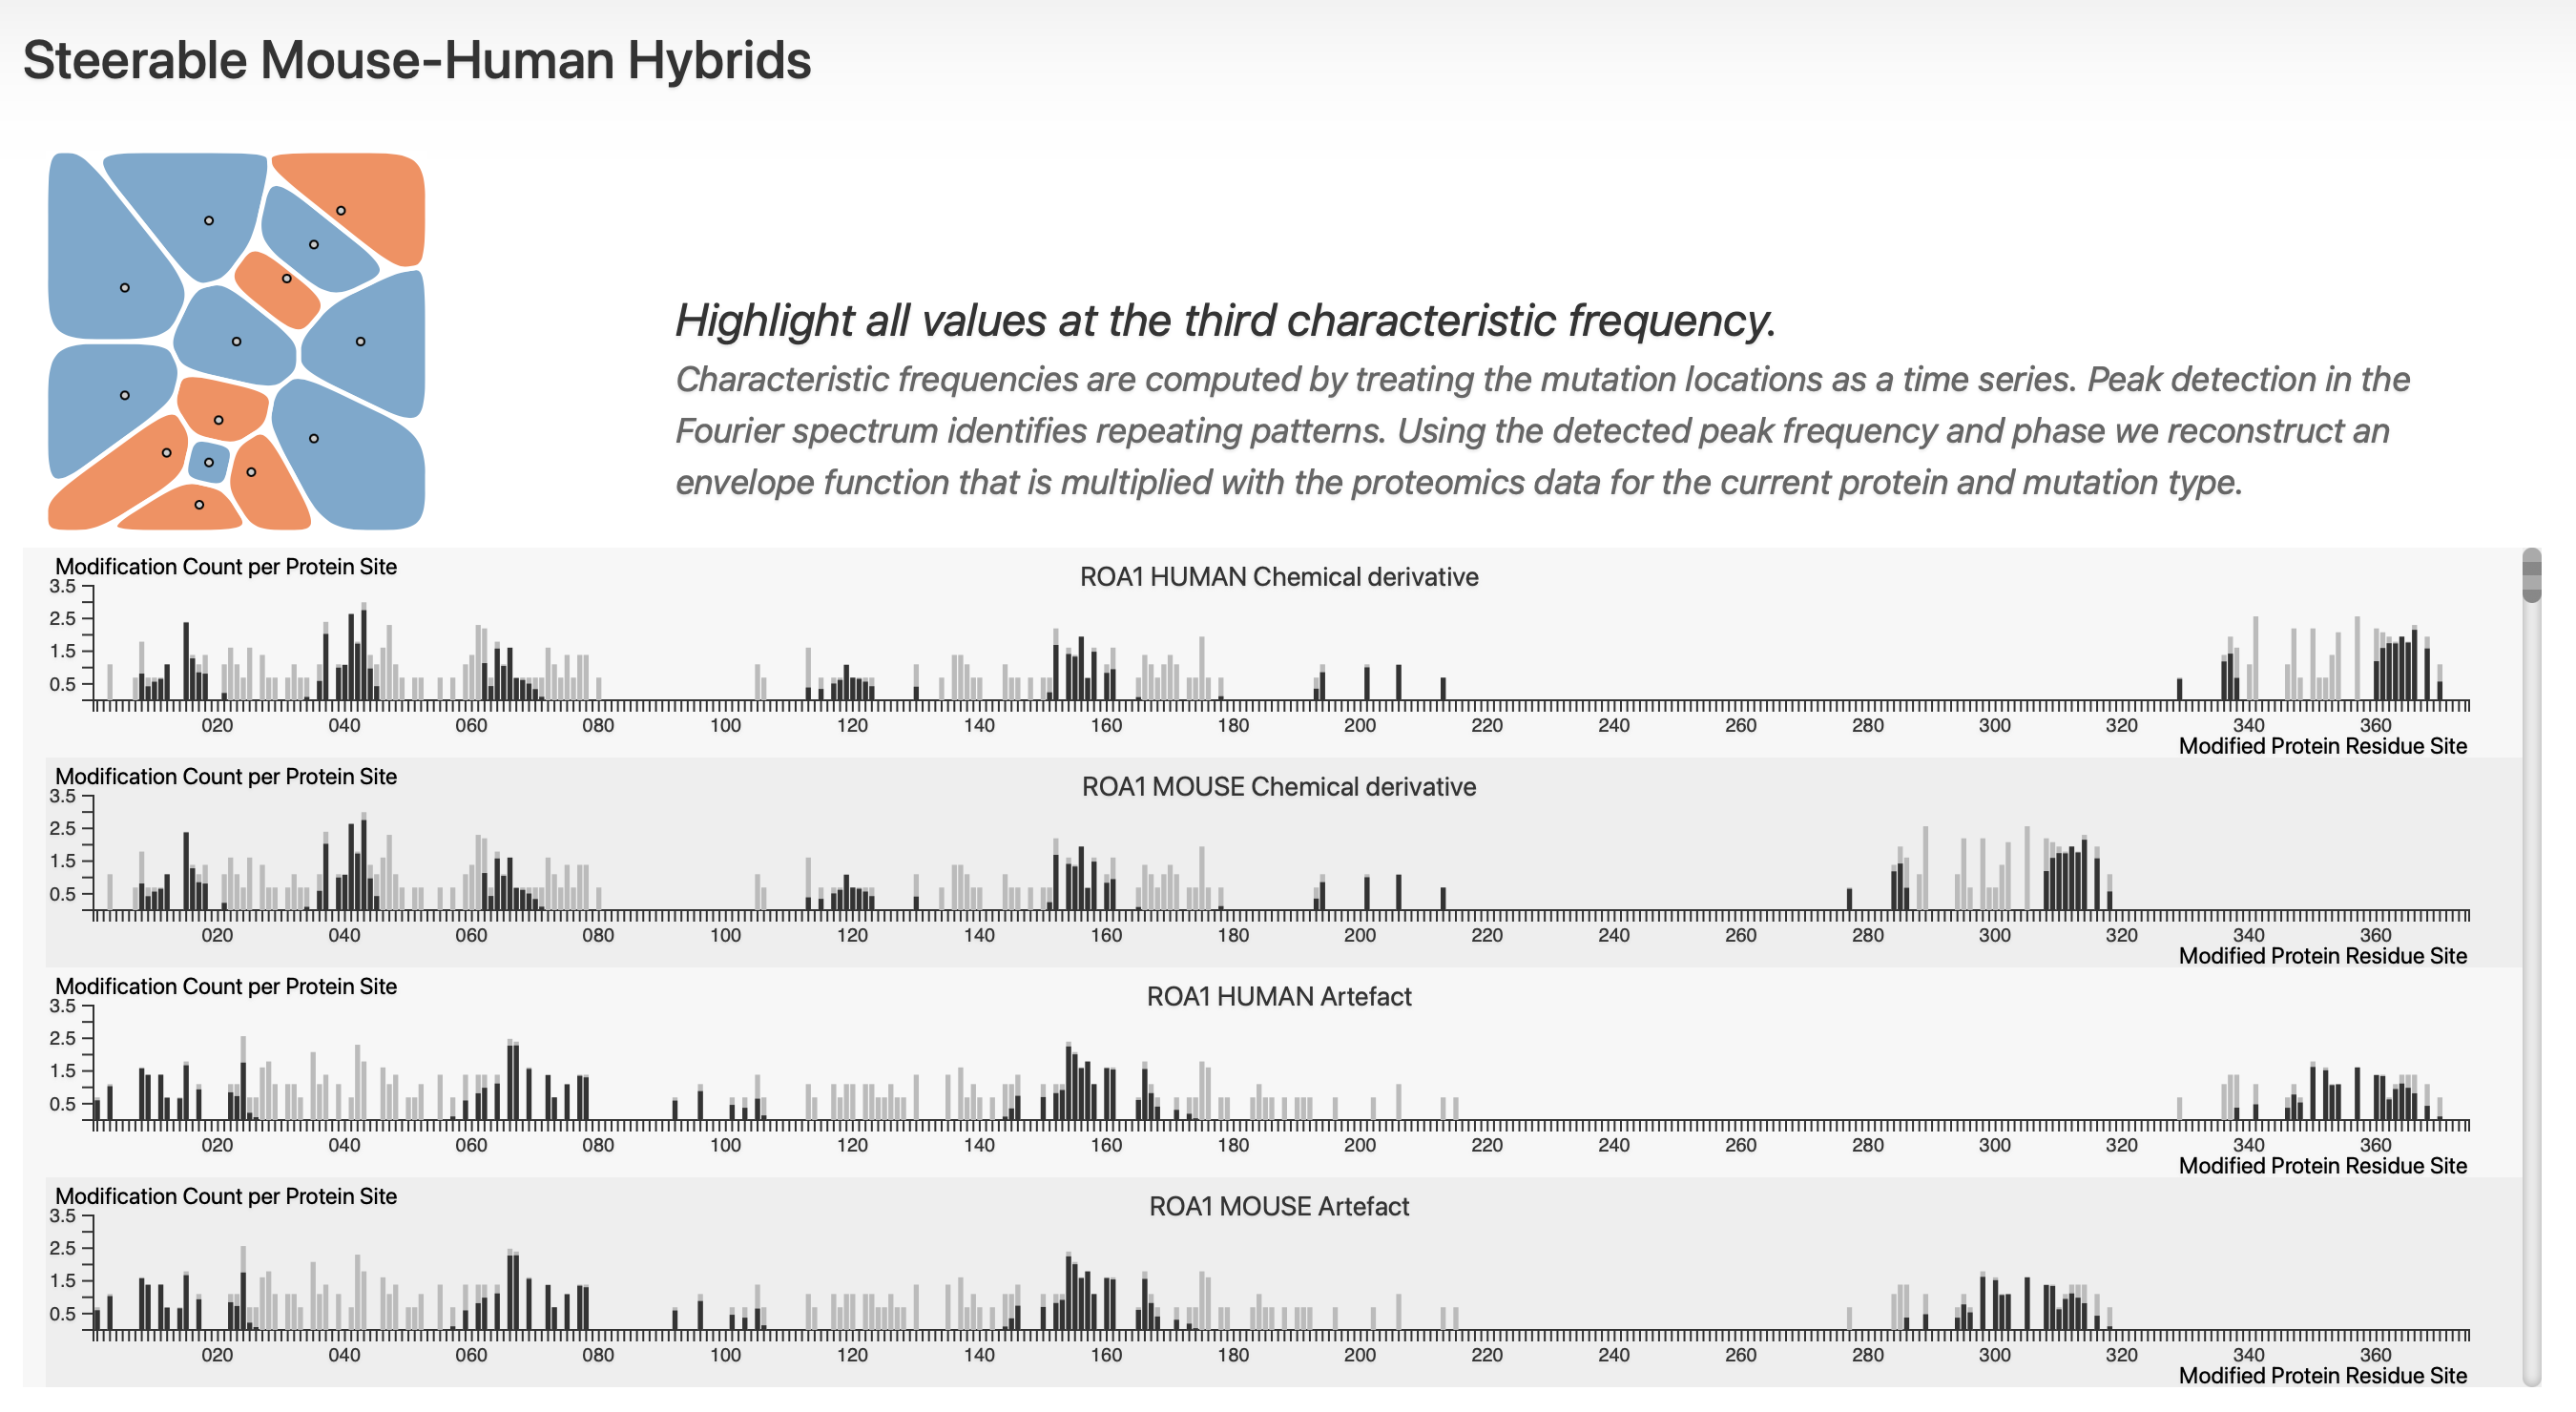 Steerable Mouse-Human Hybrids
Highlight all values at the third characteristic frequency.
Characteristic frequencies are computed by treating the mutation locations as a time series. Peak detection in the
Fourier spectrum identifies repeating patterns. Using the detected peak frequency and phase we reconstruct an
envelope function that is multiplied with the proteomics data for the current protein and mutation type.
Modification Count per Protein Site
ROA1 HUMAN Chemical derivative
3.5
2.5
1.5
0.5
020 040 060 080 100 120 140 160 180 200 220 240 260 280 300 320 340 360
Modified Protein Residue Site
Modification Count per Protein Site
ROA1 MOUSE Chemical derivative
3.5
2.5
1.5
0.5
020 040 060 080 100 120 140 160 180 200 220 240 260 280 300 320 340 360
Modified Protein Residue Site
Modification Count per Protein Site
ROA1 HUMAN Artefact
3.5
2.5
1.5
0.5
020 040 060 080 100 120 140 160 180 200 220 240 260 280 300 320 340 360
Modified Protein Residue Site
Modification Count per Protein Site
ROA1 MOUSE Artefact
3.5
2.5
1.5
0.5
020 040 060 080 100 120 140 160 180 200 220 240 260 280 300 320 340 360
Modified Protein Residue Site